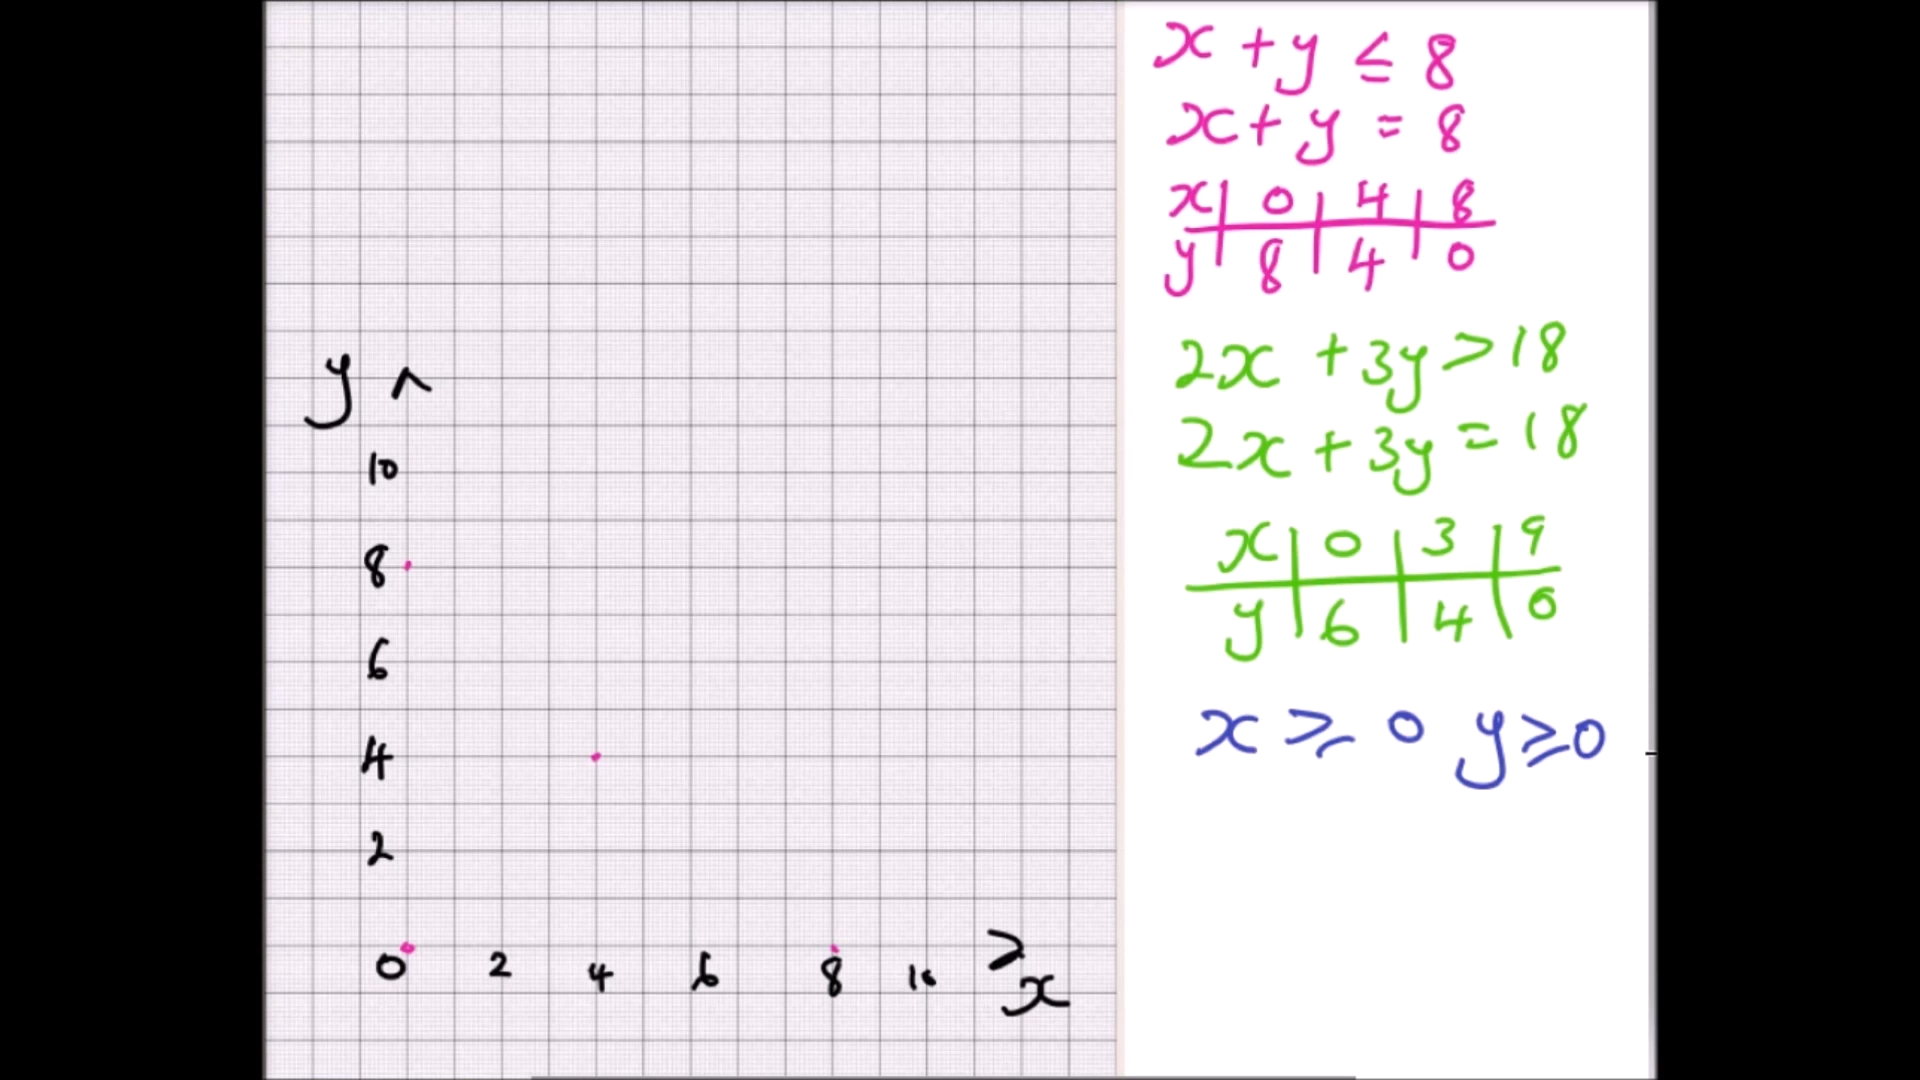 x + y ≤ 8
x + y = 8
x | 0 | 4 | 8
y | 8 | 4 | 0
2x + 3y > 18
2x + 3y = 18
x | 0 | 3 | 9
y | 6 | 4 | 0
x ≥ 0 y ≥ 0
y
10
8
6
4
2
0 2 4 6 8
x